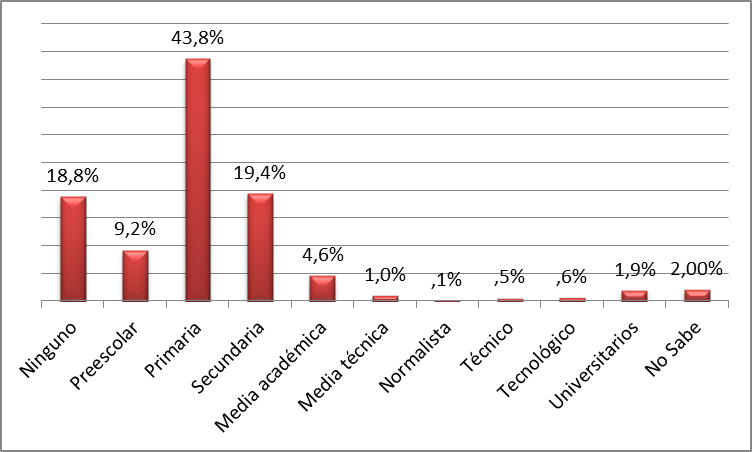 43,8%
18,8%
19,4%
9,2%
4,6%
1,0%
,1%
,5%
,6%
1,9%
2,00%
Ninguno
Preescolar
Primaria
Secundaria
Media académica
Media técnica
Normalista
Técnico
Tecnológico
Universitarios
No Sabe